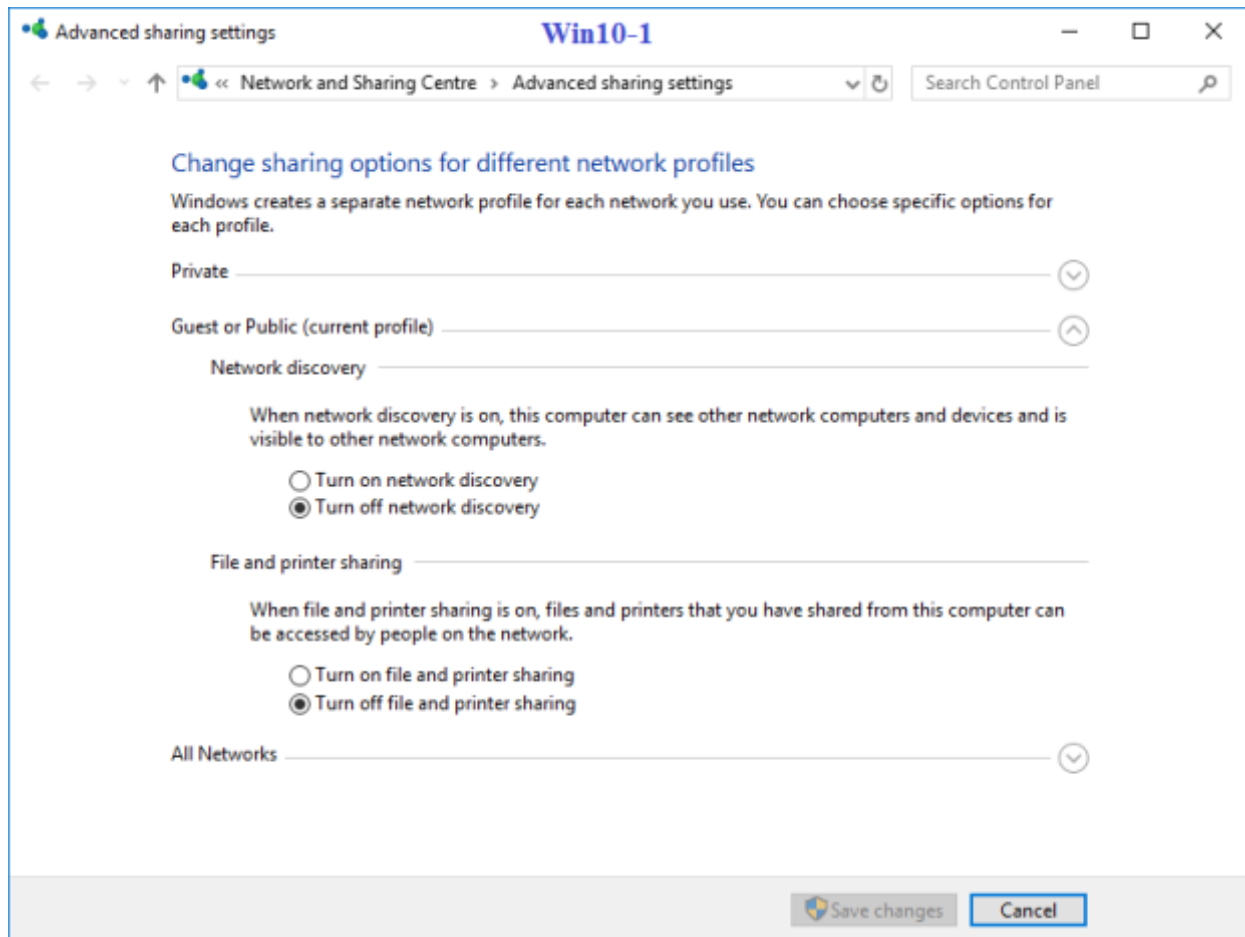 Advanced sharing settings
Win10-1
« Network and Sharing Centre › Advanced sharing settings
Search Control Panel
Change sharing options for different network profiles
Windows creates a separate network profile for each network you use. You can choose specific options for
each profile.
Private
Guest or Public (current profile)
Network discovery
When network discovery is on, this computer can see other network computers and devices and is
visible to other network computers.
Turn on network discovery
Turn off network discovery
File and printer sharing
When file and printer sharing is on, files and printers that you have shared from this computer can
be accessed by people on the network.
Turn on file and printer sharing
Turn off file and printer sharing
All Networks
Save changes
Cancel